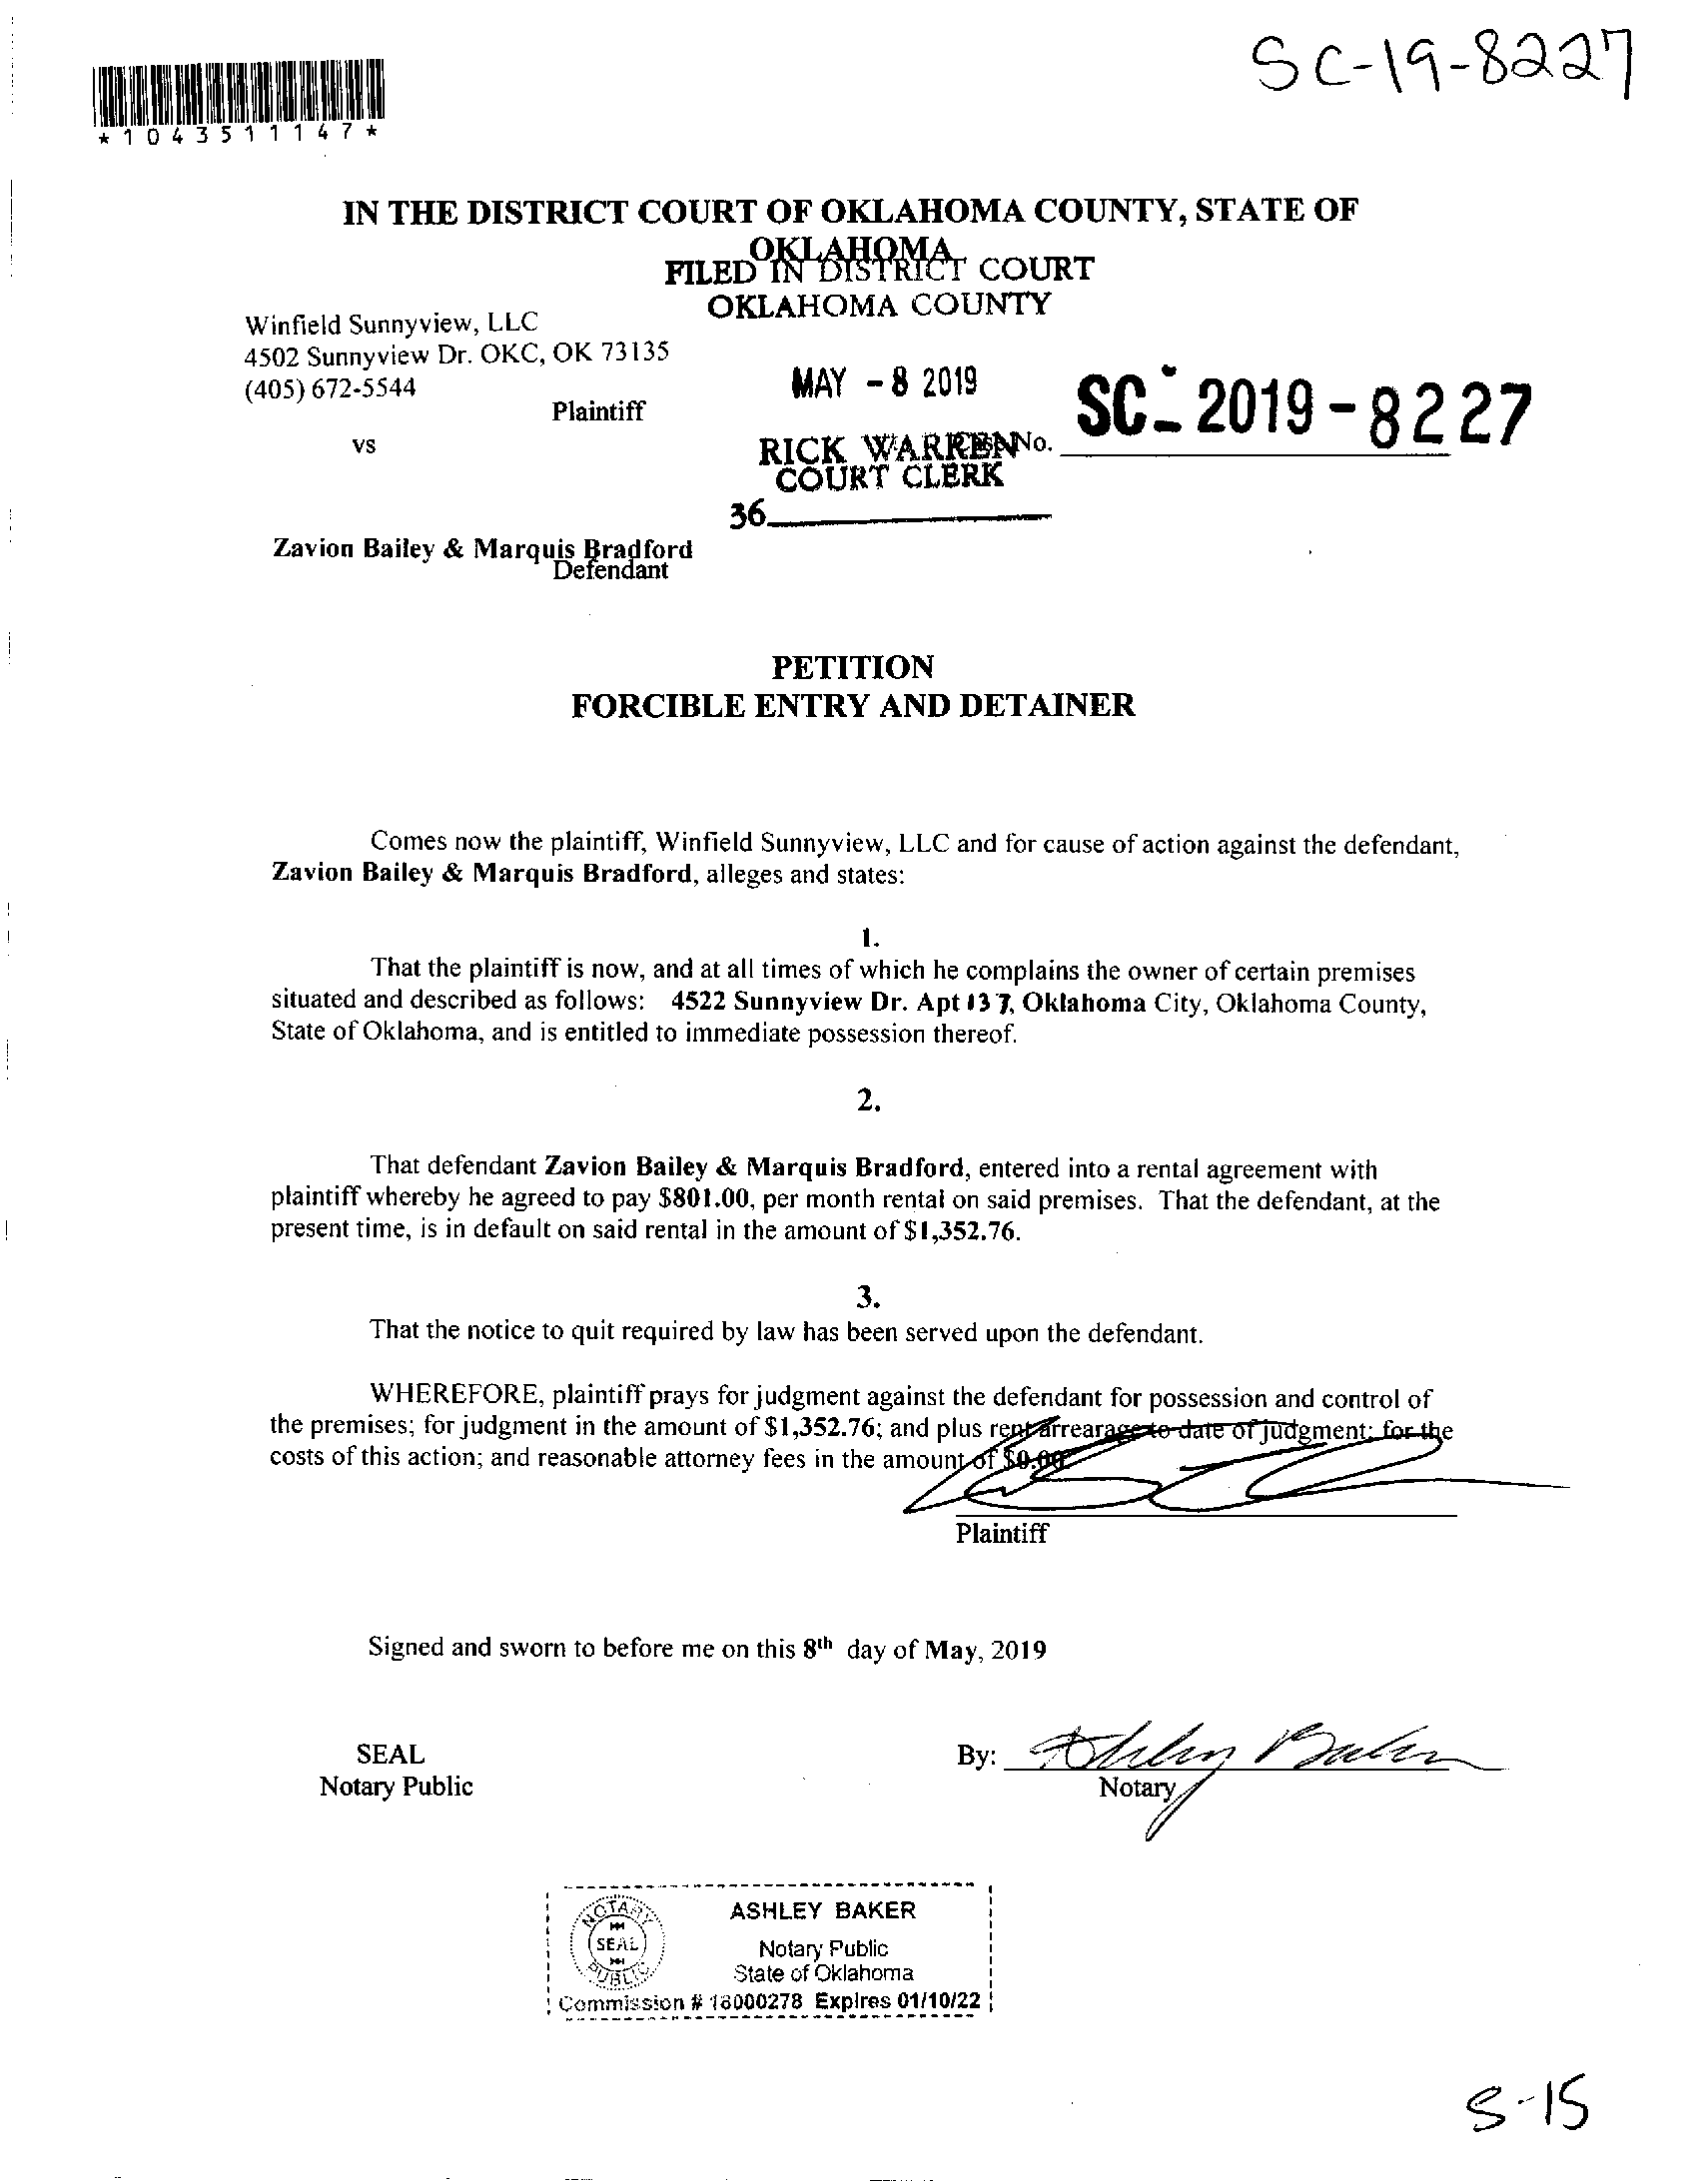 SC-19-8227
*1043511147*
IN THE DISTRICT COURT OF OKLAHOMA COUNTY, STATE OF
OKLAHOMA
FILED IN DISTRICT COURT
OKLAHOMA COUNTY
Winfield Sunnyview, LLC
4502 Sunnyview Dr. OKC, OK 73135
(405) 672-5544
Plaintiff
MAY - 8 2019
SC- 2019-8227
vs
RICK WARREN
Case No.
COURT CLERK
36
Zavion Bailey & Marquis Bradford
Defendant
PETITION
FORCIBLE ENTRY AND DETAINER
Comes now the plaintiff, Winfield Sunnyview, LLC and for cause of action against the defendant,
Zavion Bailey & Marquis Bradford, alleges and states:
1.
That the plaintiff is now, and at all times of which he complains the owner of certain premises
situated and described as follows: 4522 Sunnyview Dr. Apt 137, Oklahoma City, Oklahoma County,
State of Oklahoma, and is entitled to immediate possession thereof.
2.
That defendant Zavion Bailey & Marquis Bradford, entered into a rental agreement with
plaintiff whereby he agreed to pay $801.00, per month rental on said premises. That the defendant, at the
present time, is in default on said rental in the amount of $1,352.76.
3.
That the notice to quit required by law has been served upon the defendant.
WHEREFORE, plaintiff prays for judgment against the defendant for possession and control of
the premises; for judgment in the amount of $1,352.76; and plus rent arrearage to date of judgment; for the
costs of this action; and reasonable attorney fees in the amount of $0.00
Plaintiff
Signed and sworn to before me on this 8th day of May, 2019
SEAL
Notary Public
By: Ashley Baker
Notary
NOTARY
SEAL
PUBLIC
ASHLEY BAKER
Notary Public
State of Oklahoma
Commission # 18000278 Expires 01/10/22
S-15